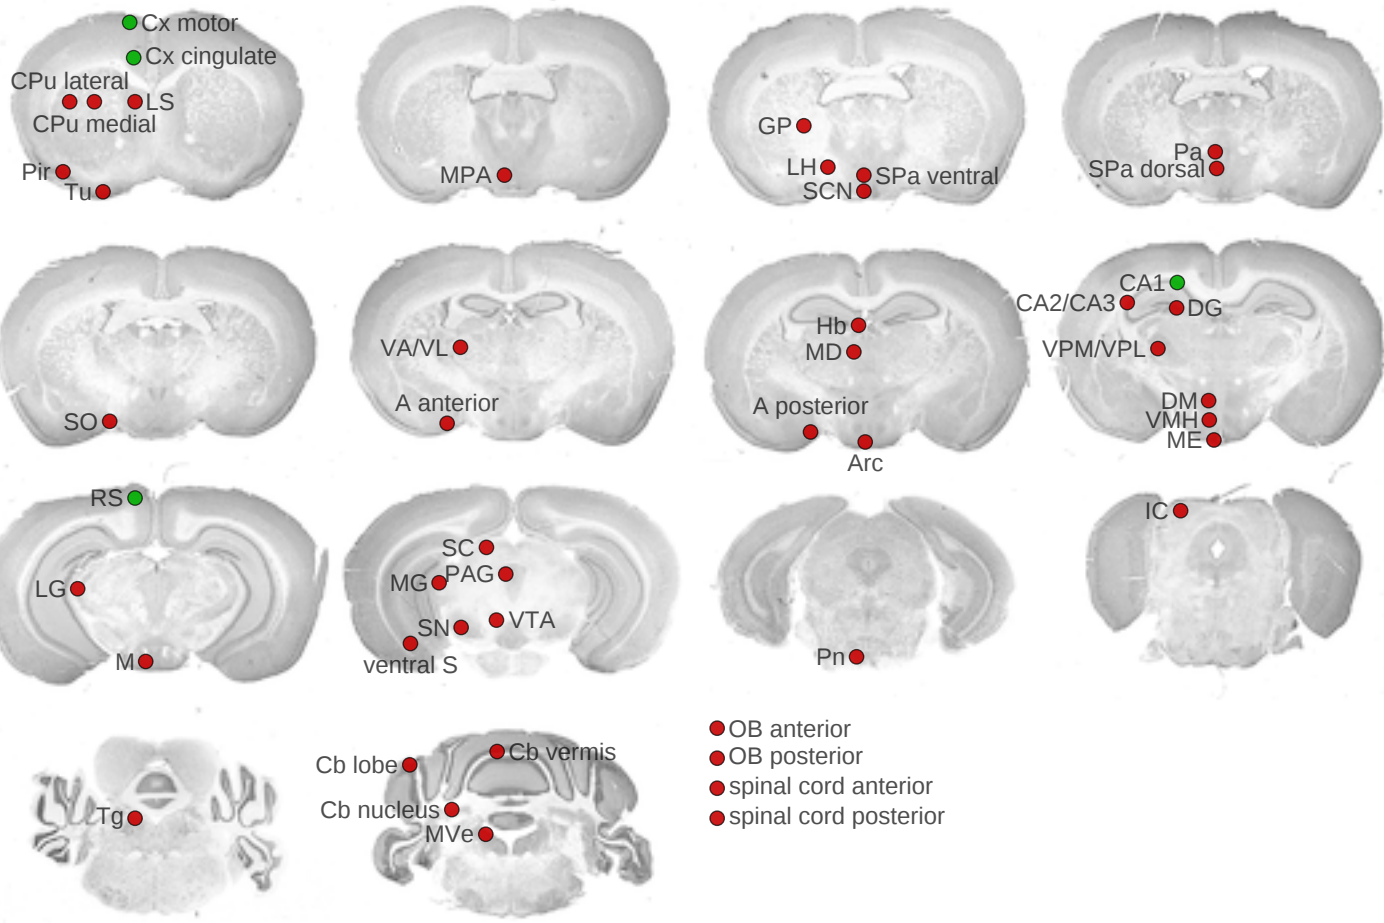 Cx motor
Cx cingulate
CPu lateral
LS
CPu medial
Pir
Tu
MPA
GP
LH
SPa ventral
SCN
Pa
SPa dorsal
SO
VA/VL
A anterior
Hb
MD
A posterior
Arc
CA1
CA2/CA3
DG
VPM/VPL
DM
VMH
ME
RS
LG
M
SC
MG
PAG
SN
VTA
ventral S
Pn
IC
Tg
Cb vermis
Cb lobe
Cb nucleus
MVe
OB anterior
OB posterior
spinal cord anterior
spinal cord posterior